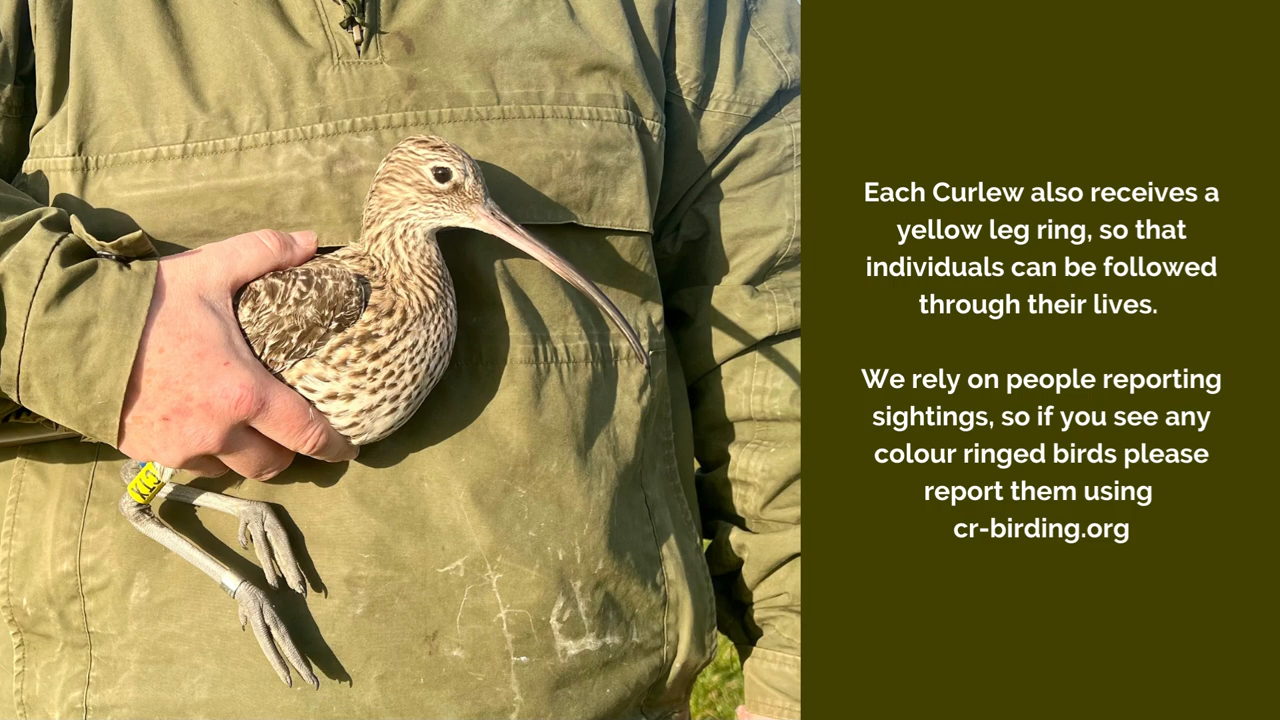 Each Curlew also receives a
yellow leg ring, so that
individuals can be followed
through their lives.
We rely on people reporting
sightings, so if you see any
colour ringed birds please
report them using
cr-birding.org